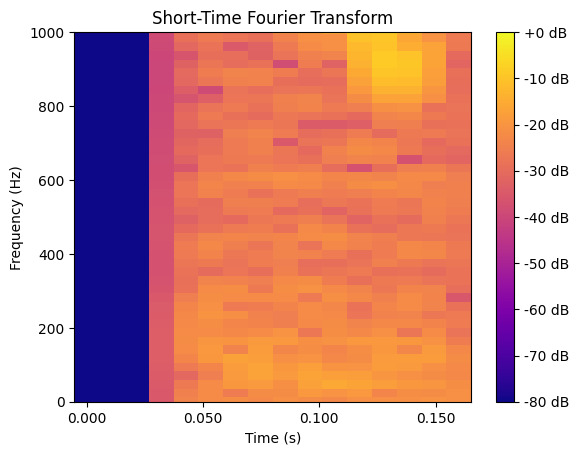 Short-Time Fourier Transform
1000
800
600
400
200
0
Frequency (Hz)
0.000
0.050
0.100
0.150
Time (s)
+0 dB
-10 dB
-20 dB
-30 dB
-40 dB
-50 dB
-60 dB
-70 dB
-80 dB